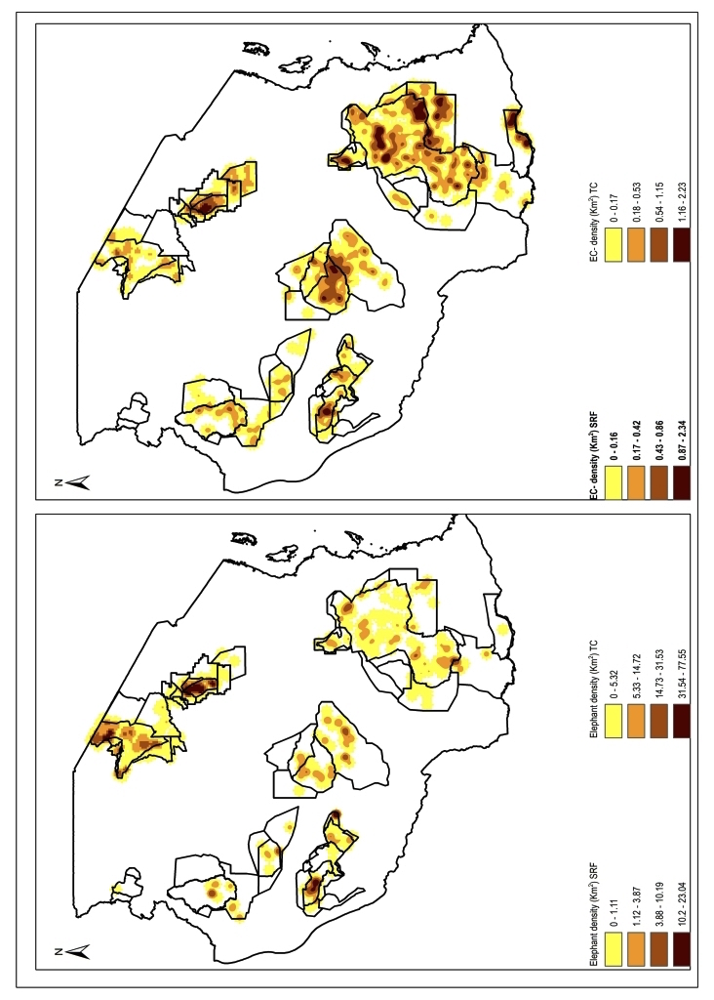 N
EC- density (Km²) SRF
0 - 0.16
0.17 - 0.42
0.43 - 0.86
0.87 - 2.34
EC- density (Km²) TC
0 - 0.17
0.18 - 0.53
0.54 - 1.15
1.16 - 2.23
N
Elephant density (Km²) SRF
0 - 1.11
1.12 - 3.87
3.88 - 10.19
10.2 - 23.04
Elephant density (Km²) TC
0 - 5.32
5.33 - 14.72
14.73 - 31.53
31.54 - 77.55